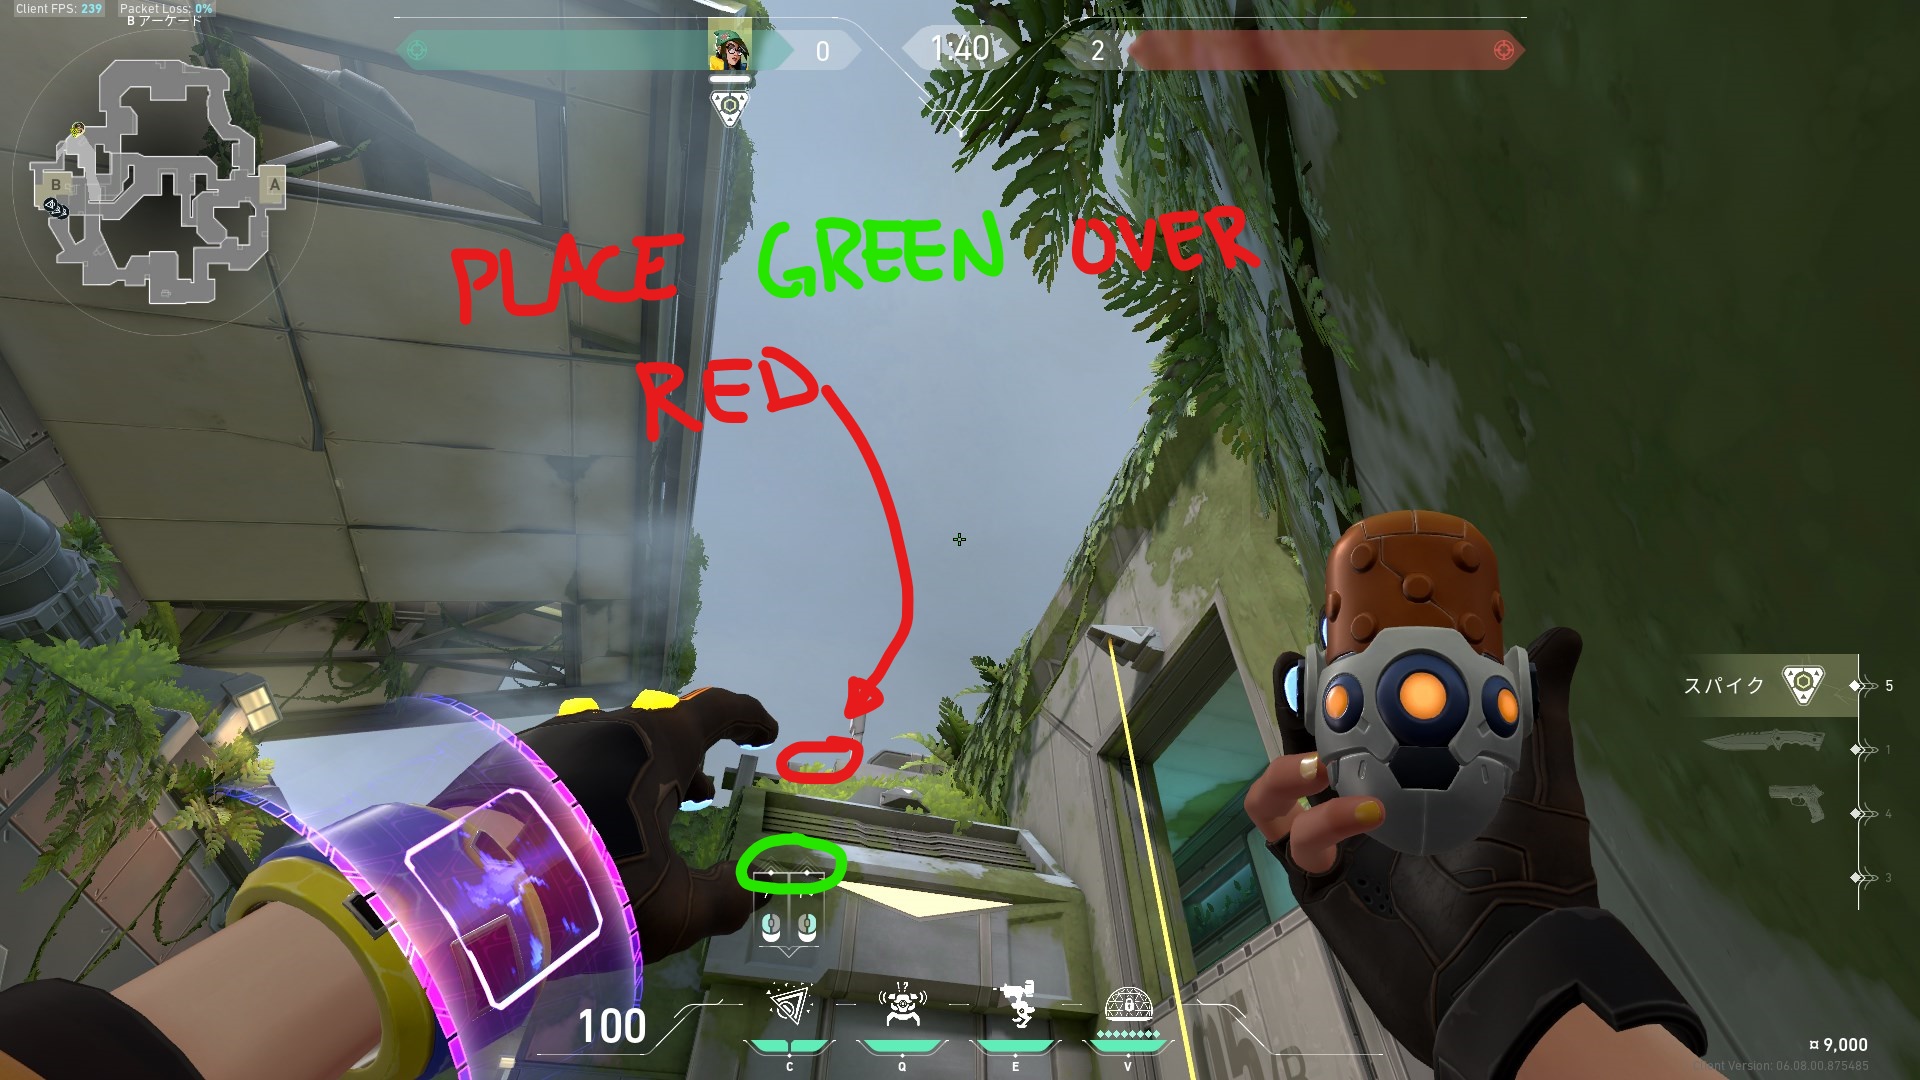 Client FPS: 239 Packet Loss: 0%
B アーケード
0 1:40 2
B A
PLACE GREEN OVER
RED
スパイク 5
1
4
3
100
C Q E V
¤ 9,000
ent Version: 06.08.00.875485